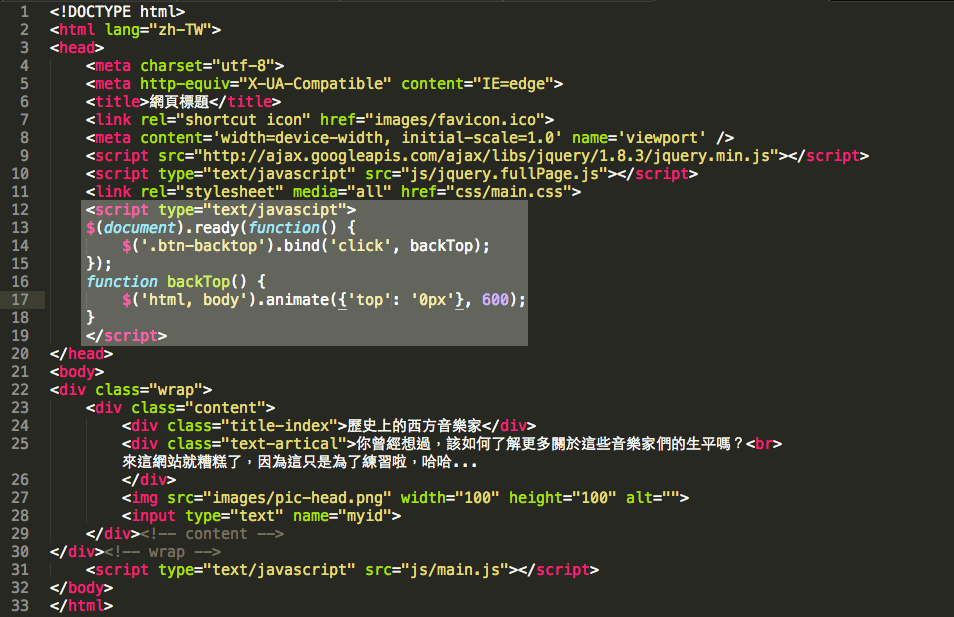 1 <!DOCTYPE html>
2 <html lang="zh-TW">
3 <head>
4     <meta charset="utf-8">
5     <meta http-equiv="X-UA-Compatible" content="IE=edge">
6     <title>網頁標題</title>
7     <link rel="shortcut icon" href="images/favicon.ico">
8     <meta content='width=device-width, initial-scale=1.0' name='viewport' />
9     <script src="http://ajax.googleapis.com/ajax/libs/jquery/1.8.3/jquery.min.js"></script>
10     <script type="text/javascript" src="js/jquery.fullPage.js"></script>
11     <link rel="stylesheet" media="all" href="css/main.css">
12     <script type="text/javascipt">
13     $(document).ready(function() {
14         $('.btn-backtop').bind('click', backTop);
15     });
16     function backTop() {
17         $('html, body').animate({'top': '0px'}, 600);
18     }
19     </script>
20 </head>
21 <body>
22 <div class="wrap">
23     <div class="content">
24         <div class="title-index">歷史上的西方音樂家</div>
25         <div class="text-artical">你曾經想過，該如何了解更多關於這些音樂家們的生平嗎？<br>
來這網站就糟糕了，因為這只是為了練習啦，哈哈...
26         </div>
27         <img src="images/pic-head.png" width="100" height="100" alt="">
28         <input type="text" name="myid">
29     </div><!-- content -->
30 </div><!-- wrap -->
31     <script type="text/javascript" src="js/main.js"></script>
32 </body>
33 </html>